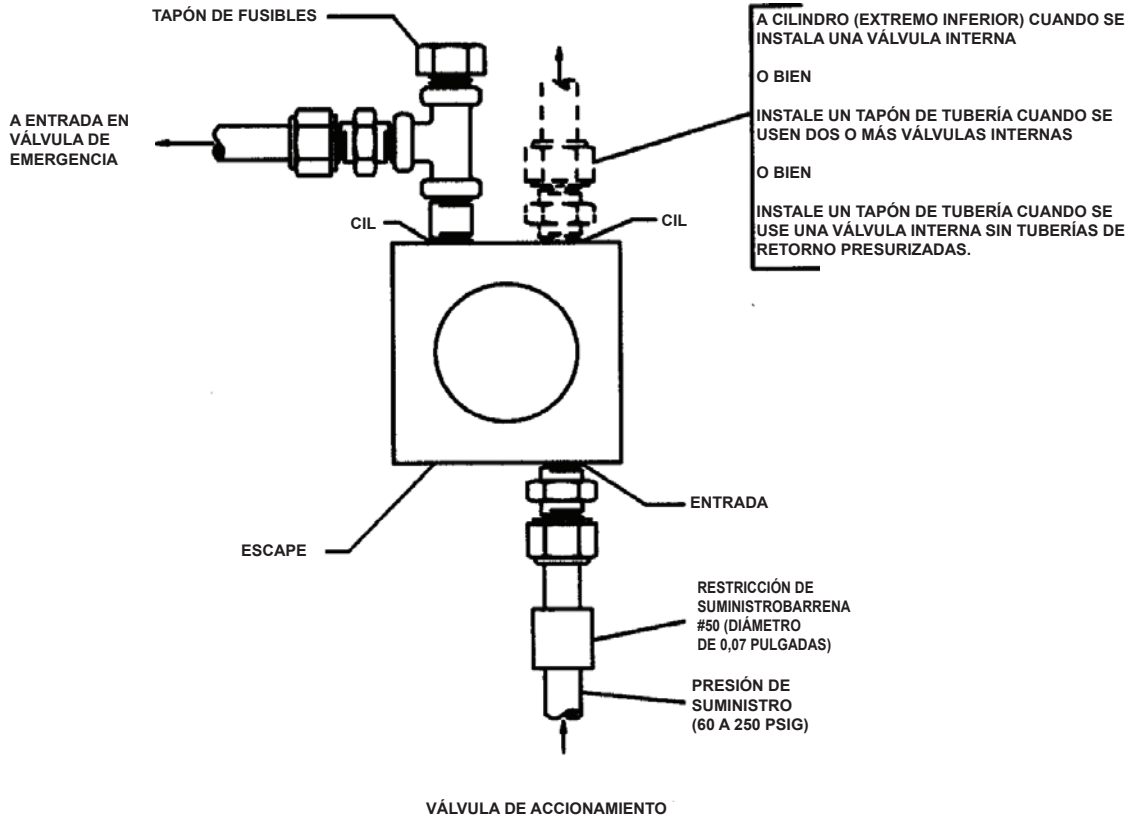 TAPÓN DE FUSIBLES
A ENTRADA EN
VÁLVULA DE
EMERGENCIA
A CILINDRO (EXTREMO INFERIOR) CUANDO SE
INSTALA UNA VÁLVULA INTERNA
O BIEN
INSTALE UN TAPÓN DE TUBERÍA CUANDO SE
USEN DOS O MÁS VÁLVULAS INTERNAS
O BIEN
INSTALE UN TAPÓN DE TUBERÍA CUANDO SE
USE UNA VÁLVULA INTERNA SIN TUBERÍAS DE
RETORNO PRESURIZADAS.
CIL
CIL
ENTRADA
ESCAPE
RESTRICCIÓN DE
SUMINISTROBARRENA
#50 (DIÁMETRO
DE 0,07 PULGADAS)
PRESIÓN DE
SUMINISTRO
(60 A 250 PSIG)
VÁLVULA DE ACCIONAMIENTO